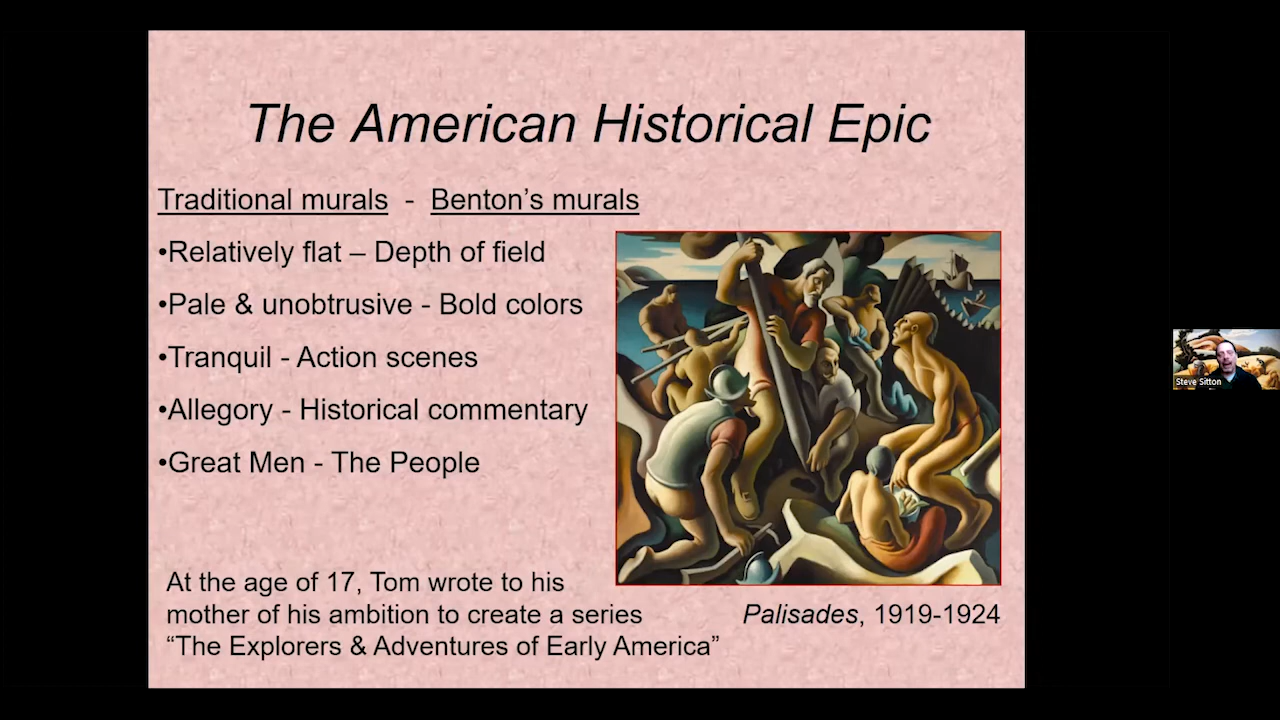 The American Historical Epic
Traditional murals - Benton's murals
•Relatively flat – Depth of field
•Pale & unobtrusive - Bold colors
•Tranquil - Action scenes
•Allegory - Historical commentary
•Great Men - The People
At the age of 17, Tom wrote to his
mother of his ambition to create a series
“The Explorers & Adventures of Early America”
Palisades, 1919-1924
Steve Sitton